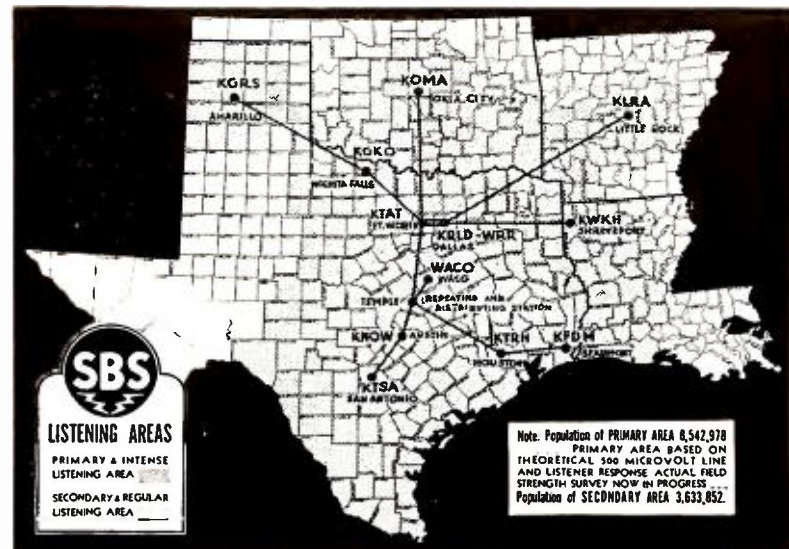 KGRS
AMARILLO
KOMA
OKLA. CITY
KLRA
LITTLE ROCK
KGKO
WICHITA FALLS
KTAT
FT. WORTH
KRLD - WRR
DALLAS
KWKH
SHREVEPORT
WACO
WACO
TEMPLE
(REPEATING AND
DISTRIBUTING STATION
KNOW
AUSTIN
KTRH
HOUSTON
KFDM
BEAUMONT
KTSA
SAN ANTONIO
SBS
LISTENING AREAS
PRIMARY & INTENSE
LISTENING AREA
SECONDARY & REGULAR
LISTENING AREA
Note. Population of PRIMARY AREA 6,542,978
PRIMARY AREA BASED ON
THEORETICAL 500 MICROVOLT LINE
AND LISTENER RESPONSE ACTUAL FIELD
STRENGTH SURVEY NOW IN PROGRESS ....
Population of SECONDARY AREA 3,633,852.